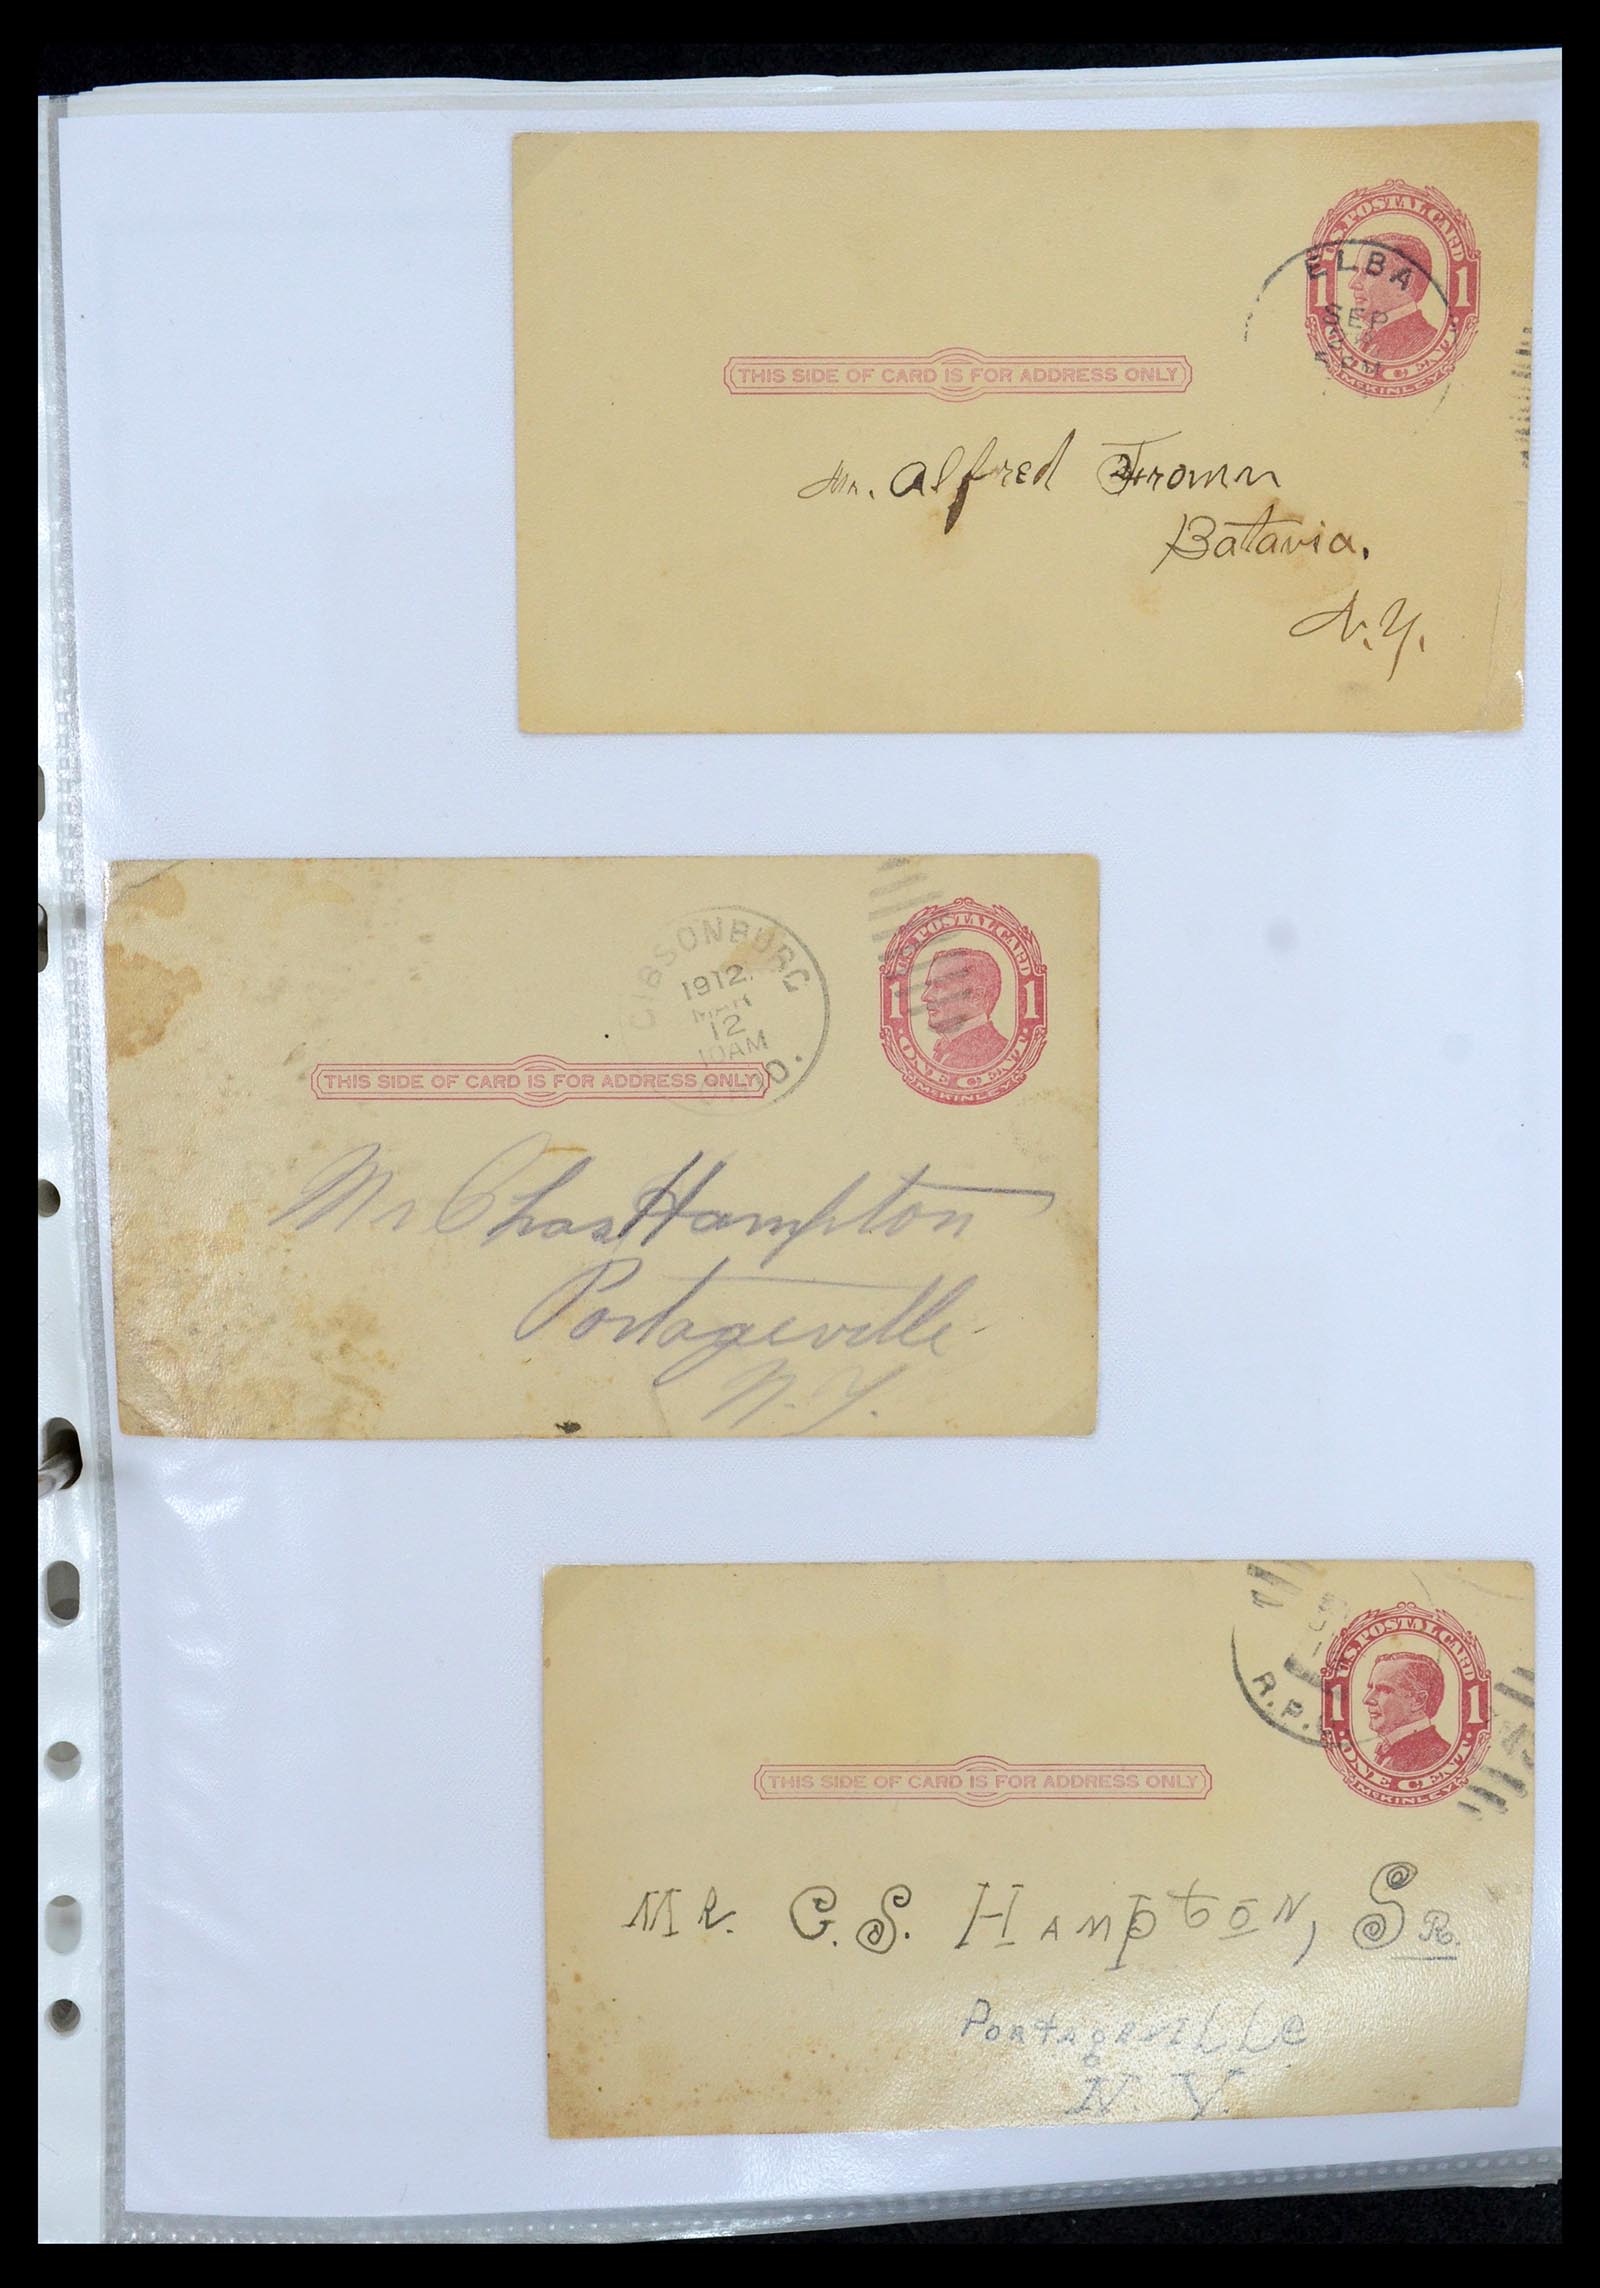 U.S. POSTAL CARD
1 1
ONE CENT
McKINLEY
ELBA
SEP
THIS SIDE OF CARD IS FOR ADDRESS ONLY
Mr. Alfred Fromm
Batavia.
N.Y.
U.S. POSTAL CARD
1 1
ONE CENT
McKINLEY
GIBSONBURG
1912
MAR
12
10AM
O.
THIS SIDE OF CARD IS FOR ADDRESS ONLY
Mr Chas Hampton
Portageville
N.Y.
U.S. POSTAL CARD
1 1
ONE CENT
McKINLEY
R.P.O.
THIS SIDE OF CARD IS FOR ADDRESS ONLY
MR. C.S. HAMPTON, SR.
PORTAGEVILLE
N.Y.